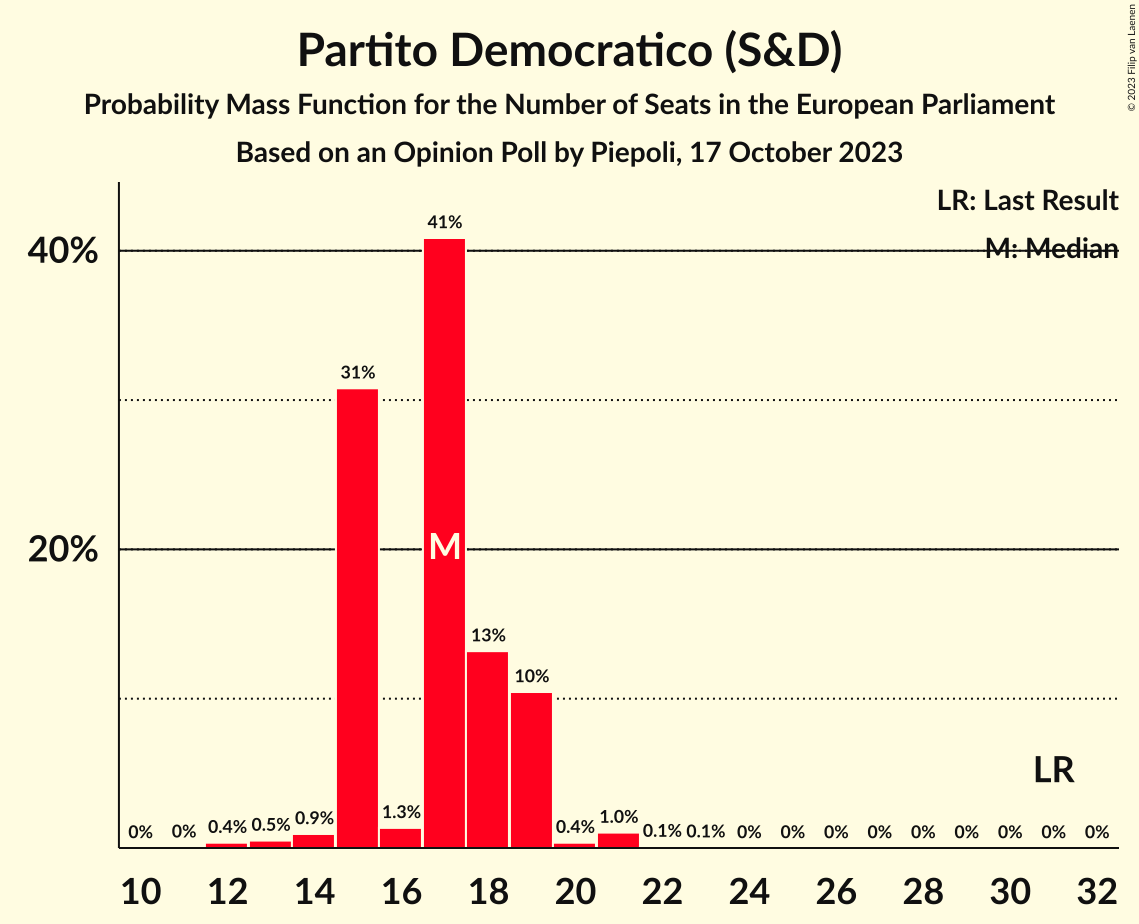 Partito Democratico (S&D)
Probability Mass Function for the Number of Seats in the European Parliament
Based on an Opinion Poll by Piepoli, 17 October 2023
© 2023 Filip van Laenen
LR: Last Result
M: Median
40%
20%
0% 0% 0.4% 0.5% 0.9% 31% 1.3% 41% 13% 10% 0.4% 1.0% 0.1% 0.1% 0% 0% 0% 0% 0% 0% 0% 0% 0%
M
LR
10 12 14 16 18 20 22 24 26 28 30 32